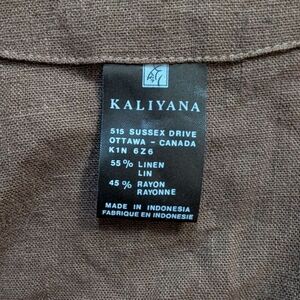 KALIYANA
515 SUSSEX DRIVE
OTTAWA - CANADA
K1N 6Z6
55% LINEN
LIN
45% RAYON
RAYONNE
MADE IN INDONESIA
FABRIQUE EN INDONESIE